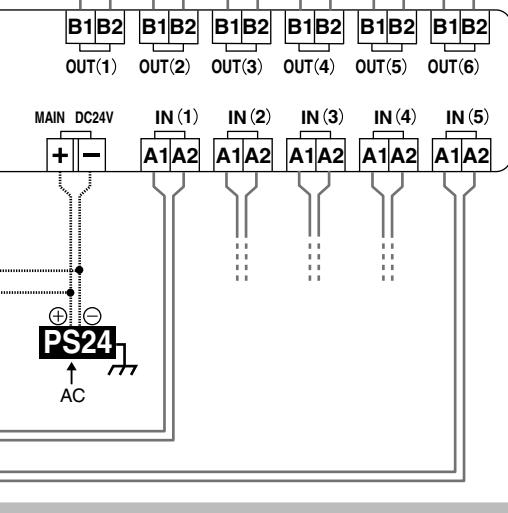 B1 B2 B1 B2 B1 B2 B1 B2 B1 B2 B1 B2
OUT(1) OUT(2) OUT(3) OUT(4) OUT(5) OUT(6)
MAIN DC24V IN (1) IN (2) IN (3) IN (4) IN (5)
+ − A1 A2 A1 A2 A1 A2 A1 A2 A1 A2
⊕ ⊖
PS24
AC